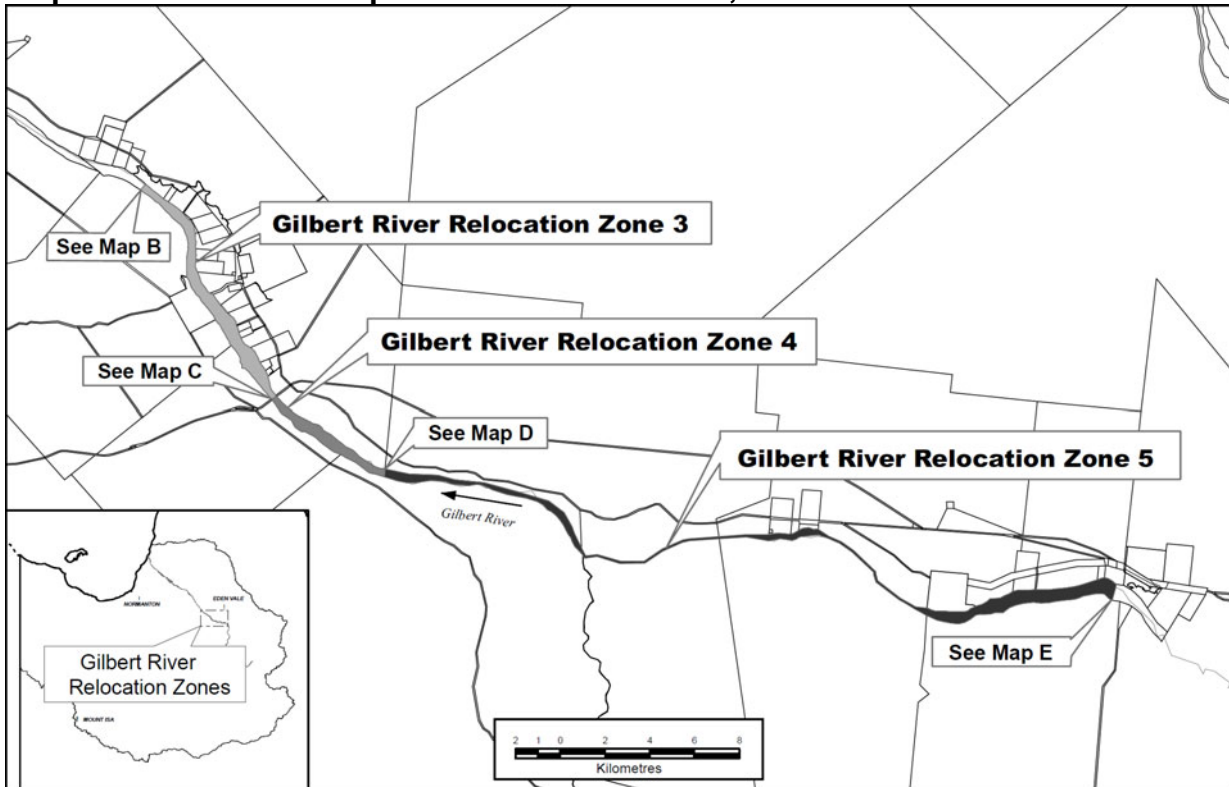 Gilbert River Relocation Zone 3
See Map B
Gilbert River Relocation Zone 4
See Map C
See Map D
Gilbert River Relocation Zone 5
Gilbert River
See Map E
NORMANTON
EDEN VALE
Gilbert River
Relocation Zones
MOUNT ISA
2 1 0 2 4 6 8
Kilometres